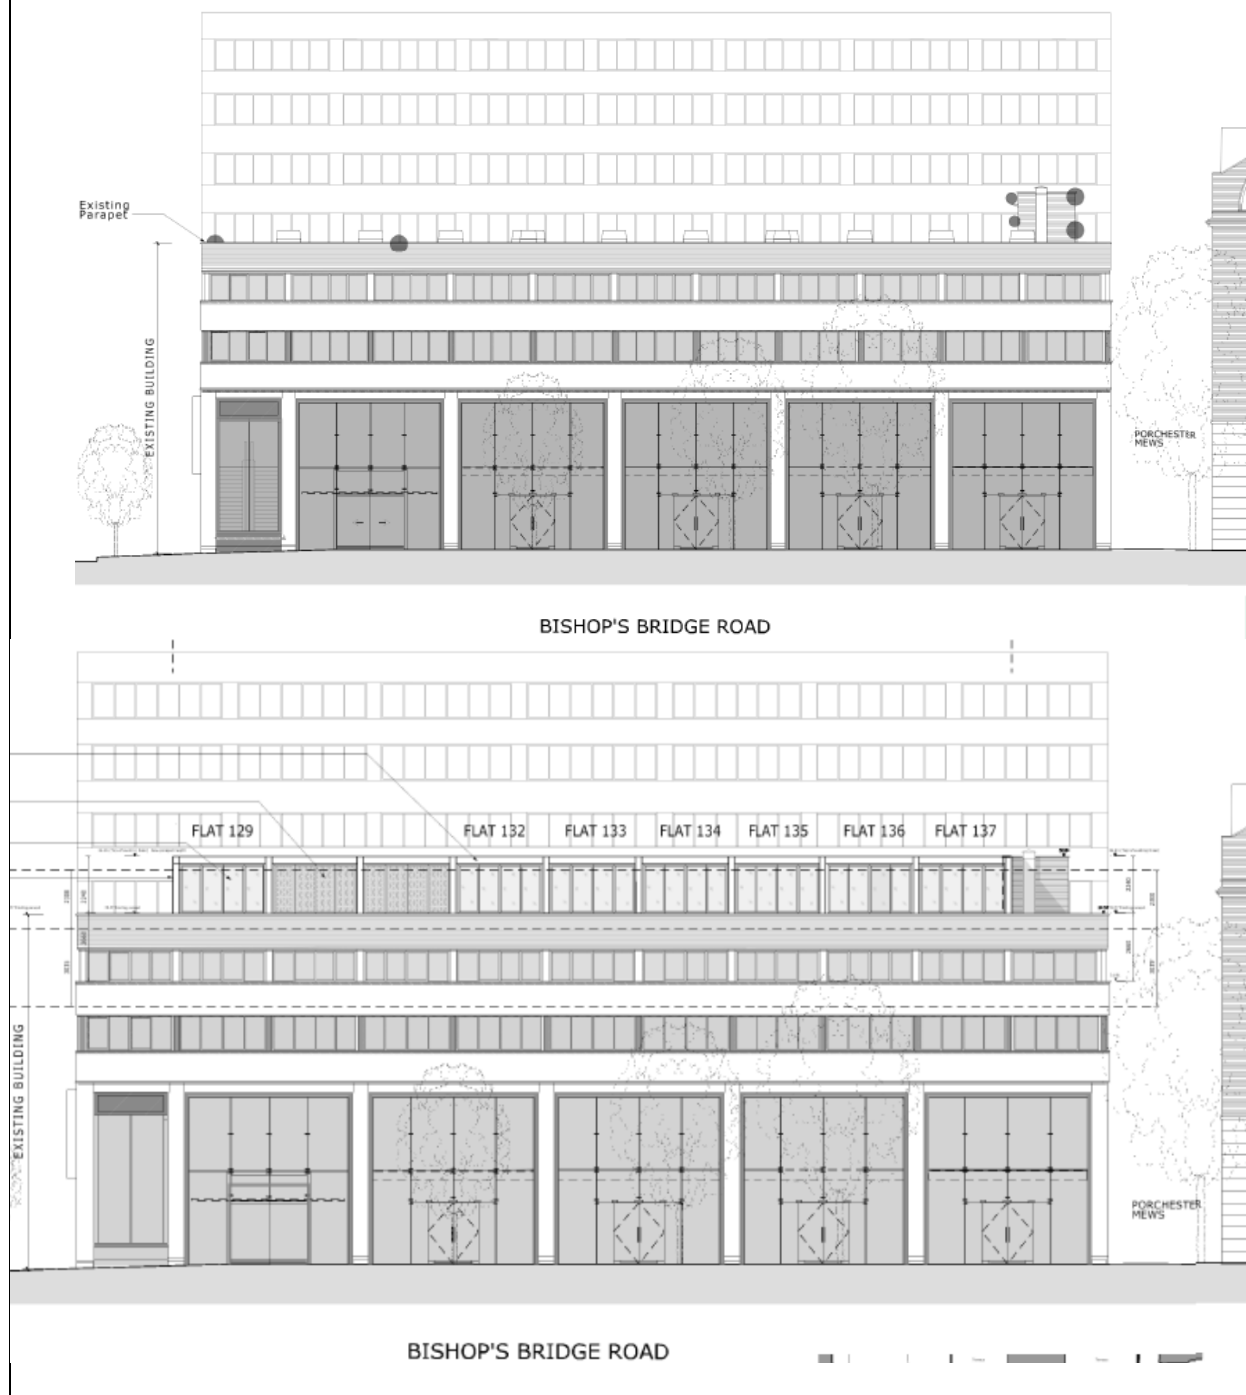 Existing
Parapet
EXISTING BUILDING
PORCHESTER
MEWS
BISHOP'S BRIDGE ROAD
FLAT 129
FLAT 132
FLAT 133
FLAT 134
FLAT 135
FLAT 136
FLAT 137
EXISTING BUILDING
PORCHESTER
MEWS
BISHOP'S BRIDGE ROAD